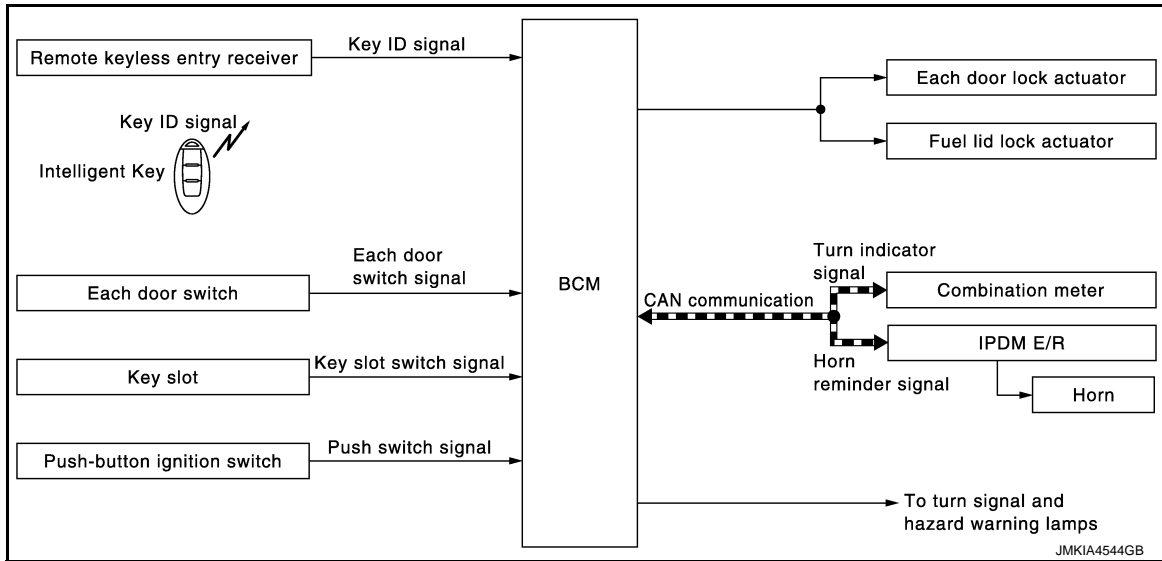 Remote keyless entry receiver
Key ID signal
Key ID signal
Intelligent Key
Each door switch
Each door
switch signal
Key slot
Key slot switch signal
Push-button ignition switch
Push switch signal
BCM
Each door lock actuator
Fuel lid lock actuator
CAN communication
Turn indicator
signal
Combination meter
IPDM E/R
Horn
reminder signal
Horn
To turn signal and
hazard warning lamps
JMKIA4544GB